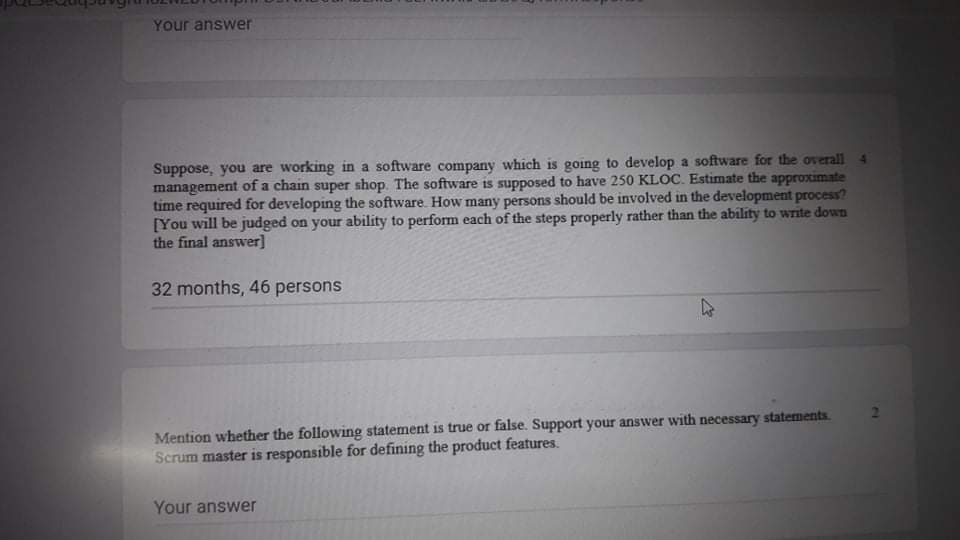 Your answer
Suppose, you are working in a software company which is going to develop a software for the overall 4
management of a chain super shop. The software is supposed to have 250 KLOC. Estimate the approximate
time required for developing the software. How many persons should be involved in the development process?
[You will be judged on your ability to perform each of the steps properly rather than the ability to write down
the final answer]
32 months, 46 persons
Mention whether the following statement is true or false. Support your answer with necessary statements. 2
Scrum master is responsible for defining the product features.
Your answer